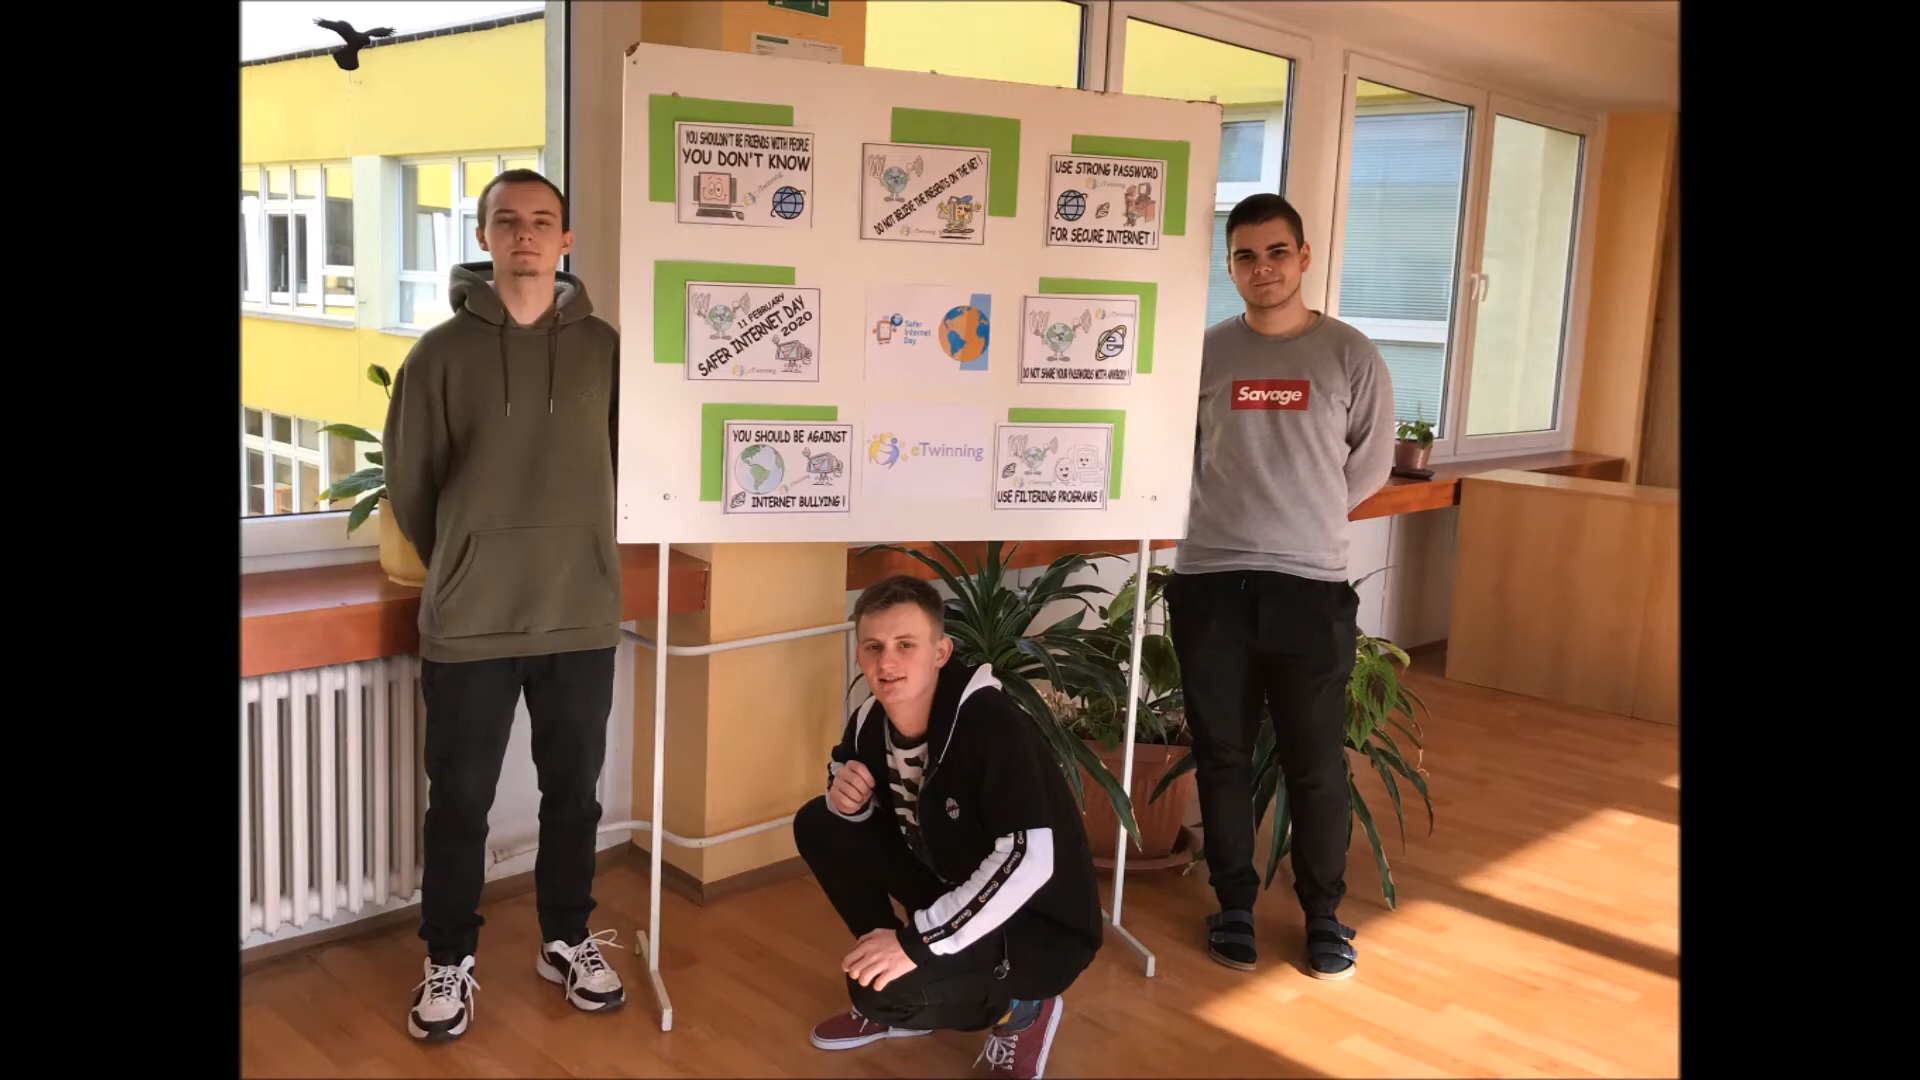 YOU SHOULDN'T BE FRIENDS WITH PEOPLE
YOU DON'T KNOW
eTwinning
DO NOT BELIEVE THE PRESENTS ON THE NET !
eTwinning
USE STRONG PASSWORD
eTwinning
FOR SECURE INTERNET !
11 FEBRUARY
SAFER INTERNET DAY
2020
eTwinning
Safer
Internet
Day
eTwinning
DO NOT SHARE YOUR PASSWORDS WITH ANYBODY !
YOU SHOULD BE AGAINST
eTwinning
INTERNET BULLYING !
eTwinning
eTwinning
USE FILTERING PROGRAMS !
Savage